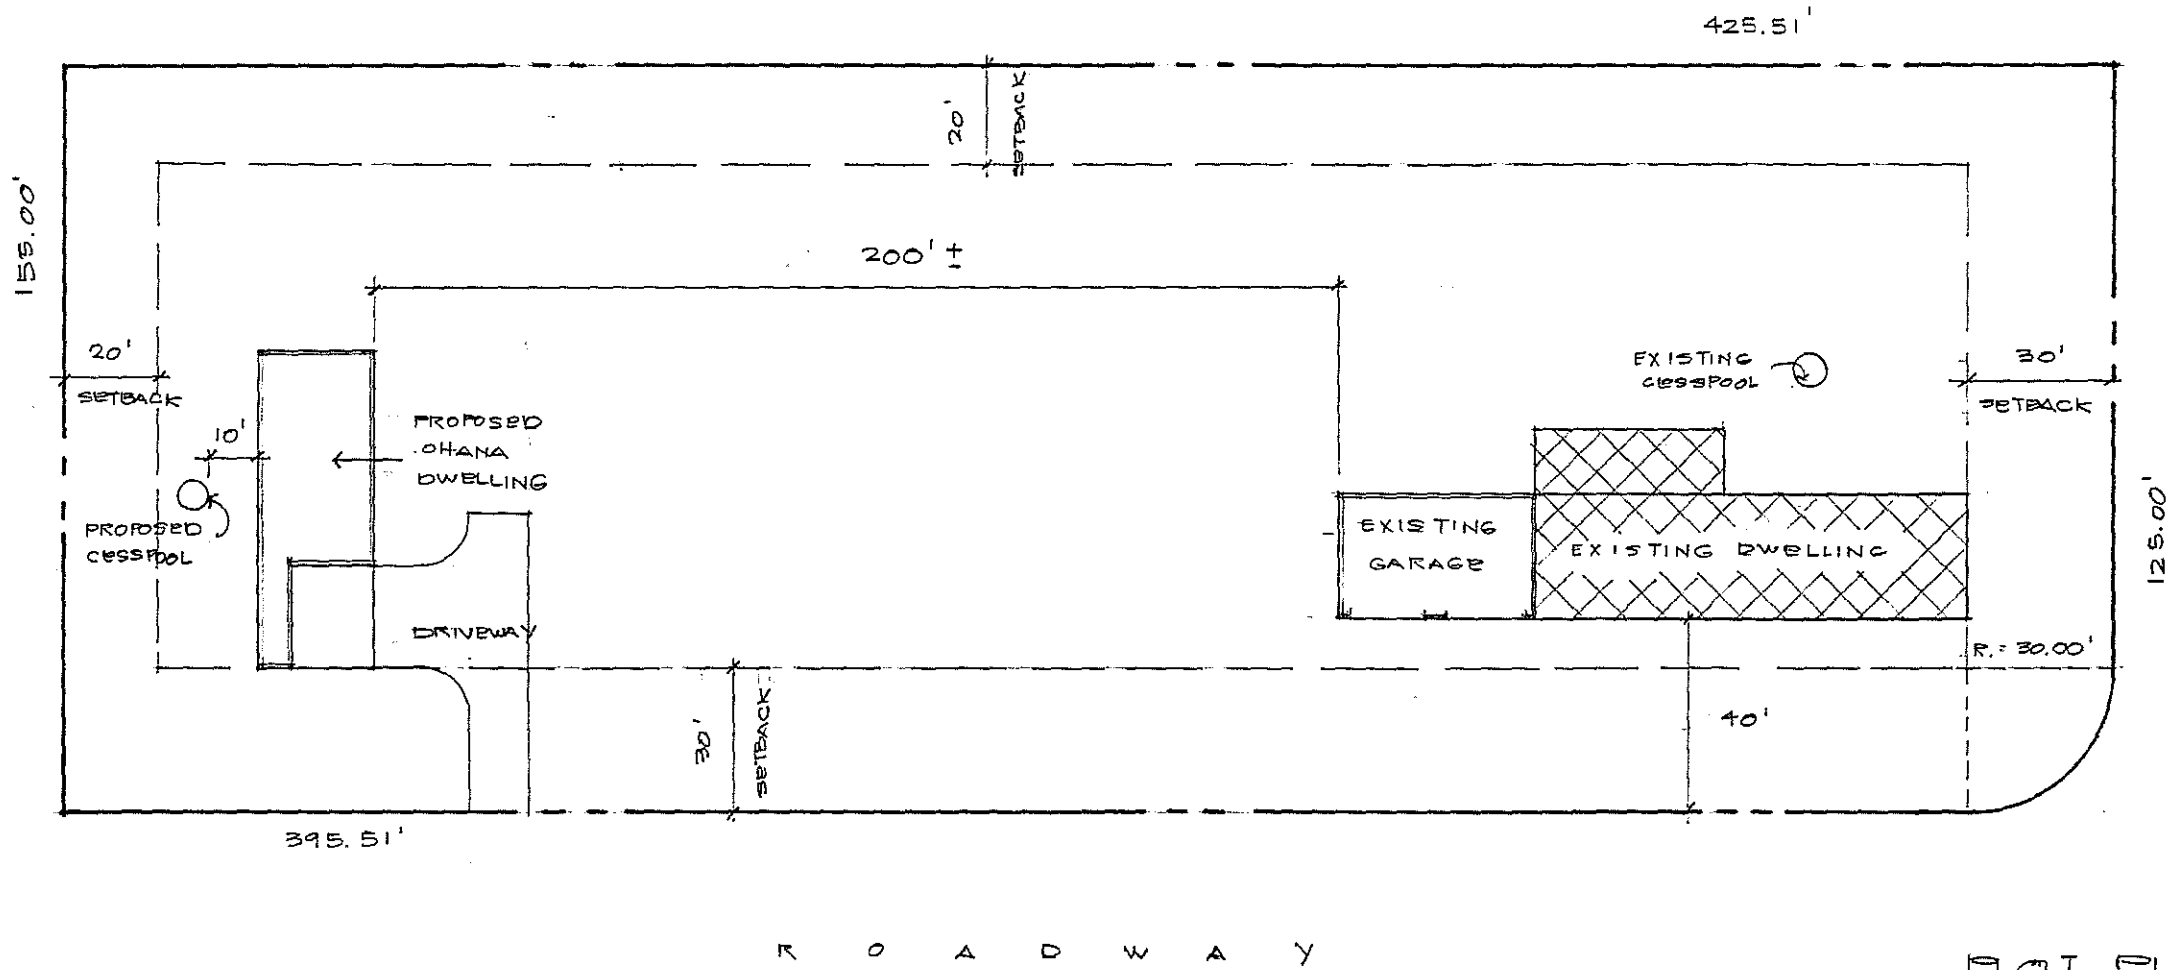 425.51'
20'
SETBACK
155.00'
200' ±
20'
SETBACK
10'
PROPOSED
OHANA
DWELLING
PROPOSED
CESSPOOL
DRIVEWAY
EXISTING
CESSPOOL
30'
SETBACK
EXISTING
GARAGE
EXISTING DWELLING
125.00'
R.= 30.00'
30'
SETBACK
40'
395.51'
ROADWAY